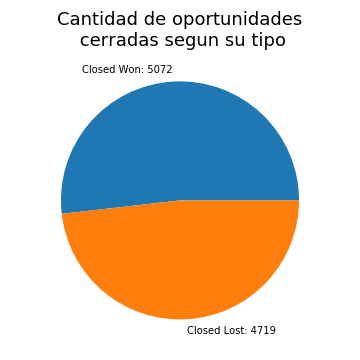 Cantidad de oportunidades
cerradas segun su tipo
Closed Won: 5072
Closed Lost: 4719